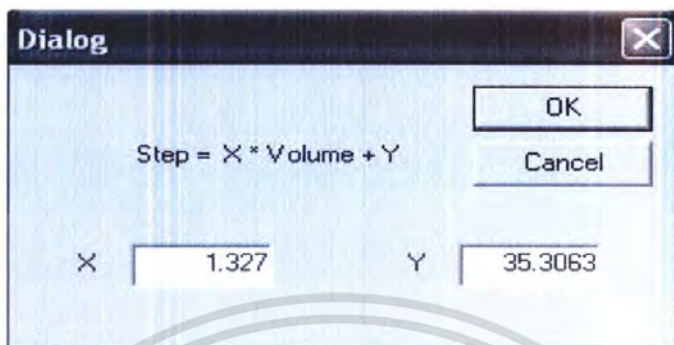 Dialog
OK
Step = X * Volume + Y
Cancel
X 1.327 Y 35.3063